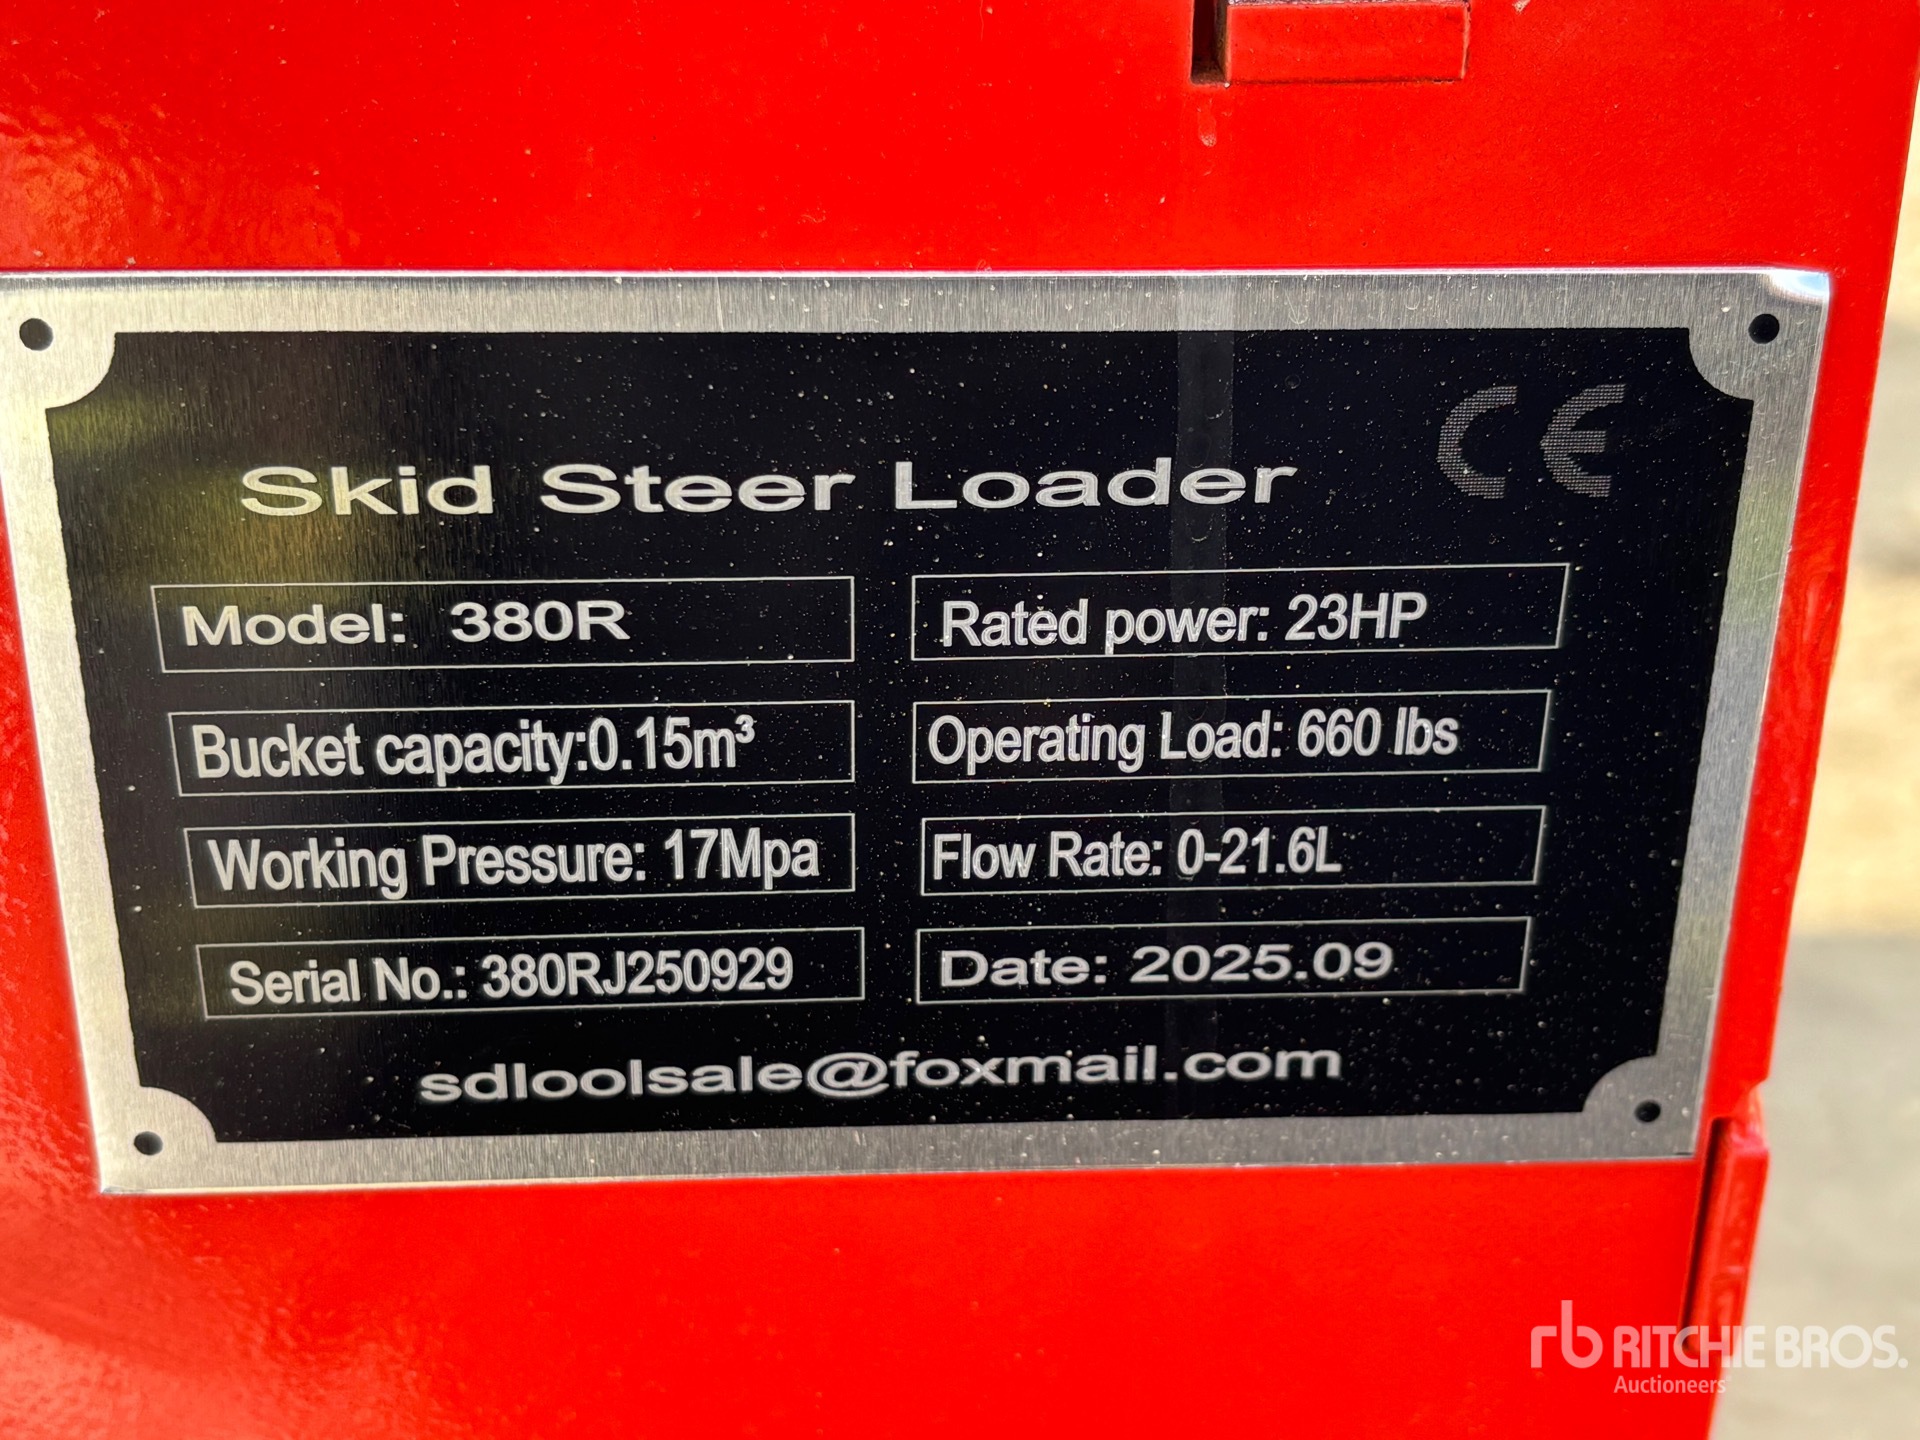 CE
Skid Steer Loader
Model: 380R
Rated power: 23HP
Bucket capacity:0.15m³
Operating Load: 660 lbs
Working Pressure: 17Mpa
Flow Rate: 0-21.6L
Serial No.: 380RJ250929
Date: 2025.09
sdloolsale@foxmail.com
rb RITCHIE BROS.
Auctioneers